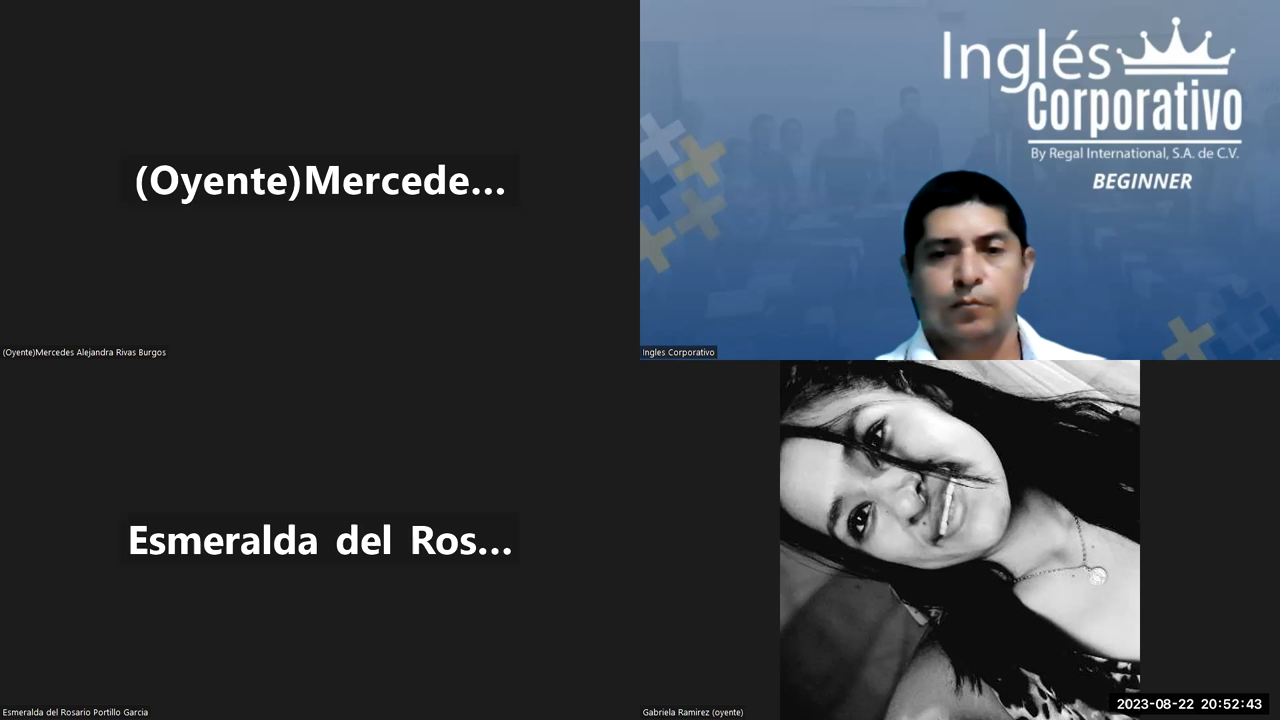 (Oyente)Mercede...
(Oyente)Mercedes Alejandra Rivas Burgos
Inglés
Corporativo
By Regal International, S.A. de C.V.
BEGINNER
Ingles Corporativo
Esmeralda del Ros...
Esmeralda del Rosario Portillo Garcia
Gabriela Ramirez (oyente)
2023-08-22 20:52:43